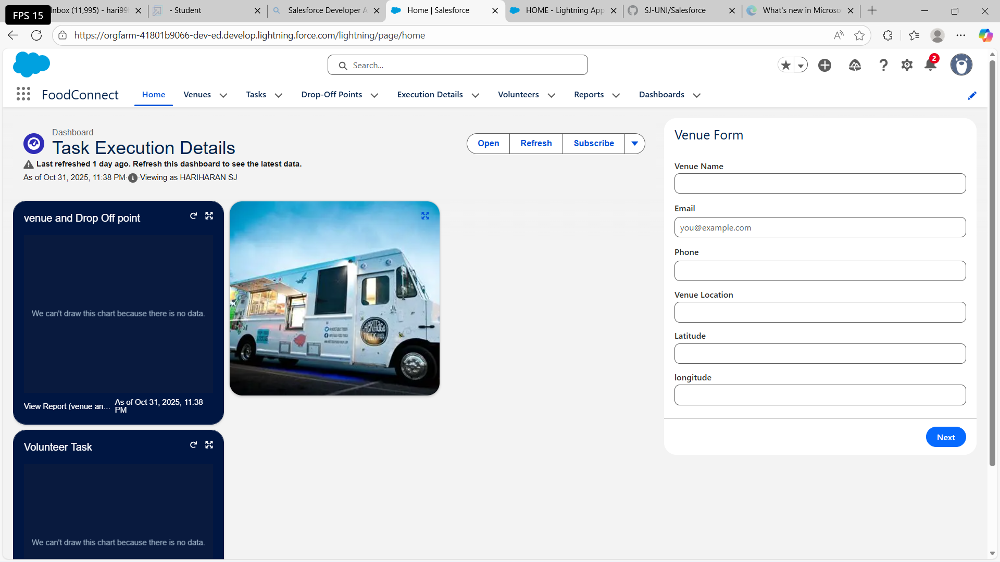 FPS 15
Inbox (11,995) - hari99
- Student
Salesforce Developer A
Home | Salesforce
HOME - Lightning App
SJ-UNI/Salesforce
What's new in Microso
https://orgfarm-41801b9066-dev-ed.develop.lightning.force.com/lightning/page/home
Search...
2
FoodConnect
Home
Venues
Tasks
Drop-Off Points
Execution Details
Volunteers
Reports
Dashboards
Dashboard
Task Execution Details
Open
Refresh
Subscribe
Last refreshed 1 day ago. Refresh this dashboard to see the latest data.
As of Oct 31, 2025, 11:38 PM·Viewing as HARIHARAN SJ
venue and Drop Off point
We can't draw this chart because there is no data.
View Report (venue an...
As of Oct 31, 2025, 11:38
PM
HERITAGE
Volunteer Task
We can't draw this chart because there is no data.
Venue Form
Venue Name
Email
you@example.com
Phone
Venue Location
Latitude
longitude
Next